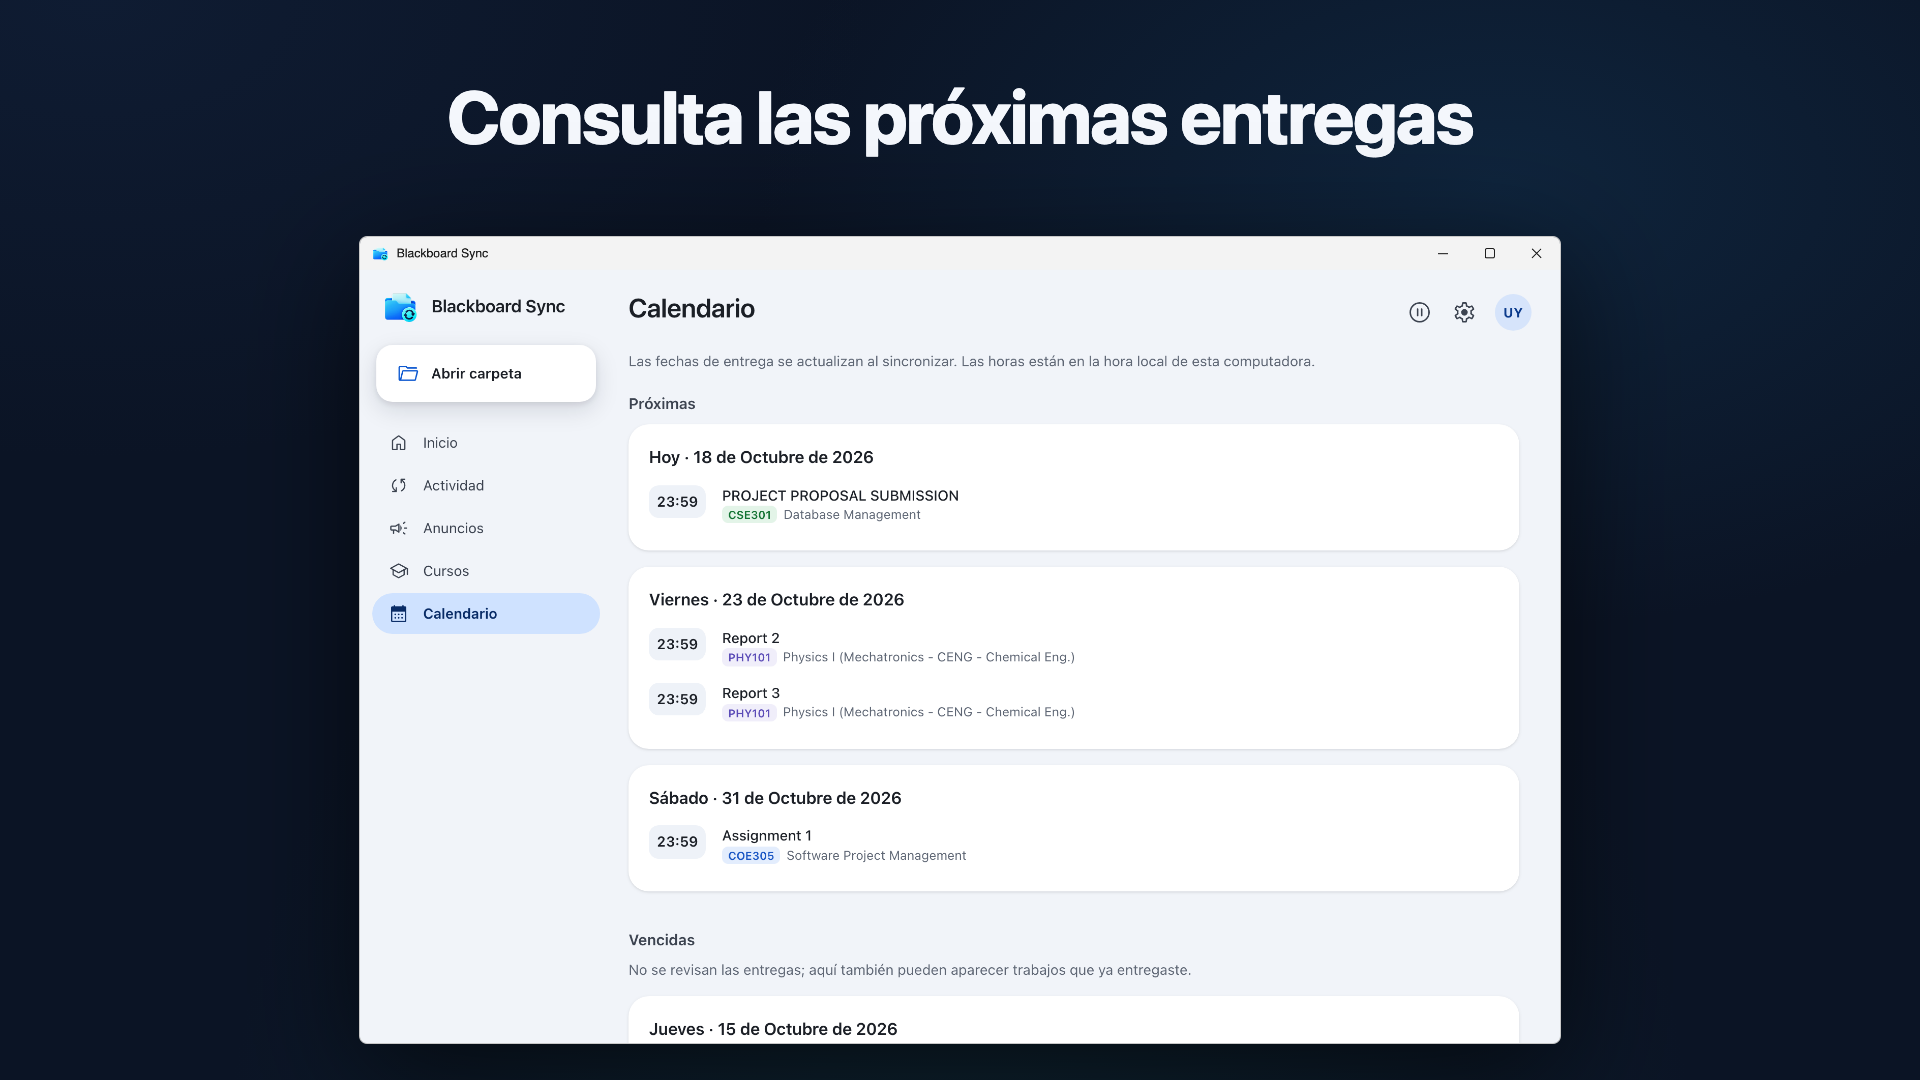 Consulta las próximas entregas
Blackboard Sync
Blackboard Sync
Abrir carpeta
Inicio
Actividad
Anuncios
Cursos
Calendario
Calendario
UY
Las fechas de entrega se actualizan al sincronizar. Las horas están en la hora local de esta computadora.
Próximas
Hoy · 18 de Octubre de 2026
23:59
PROJECT PROPOSAL SUBMISSION
CSE301 Database Management
Viernes · 23 de Octubre de 2026
23:59
Report 2
PHY101 Physics I (Mechatronics - CENG - Chemical Eng.)
23:59
Report 3
PHY101 Physics I (Mechatronics - CENG - Chemical Eng.)
Sábado · 31 de Octubre de 2026
23:59
Assignment 1
COE305 Software Project Management
Vencidas
No se revisan las entregas; aquí también pueden aparecer trabajos que ya entregaste.
Jueves · 15 de Octubre de 2026